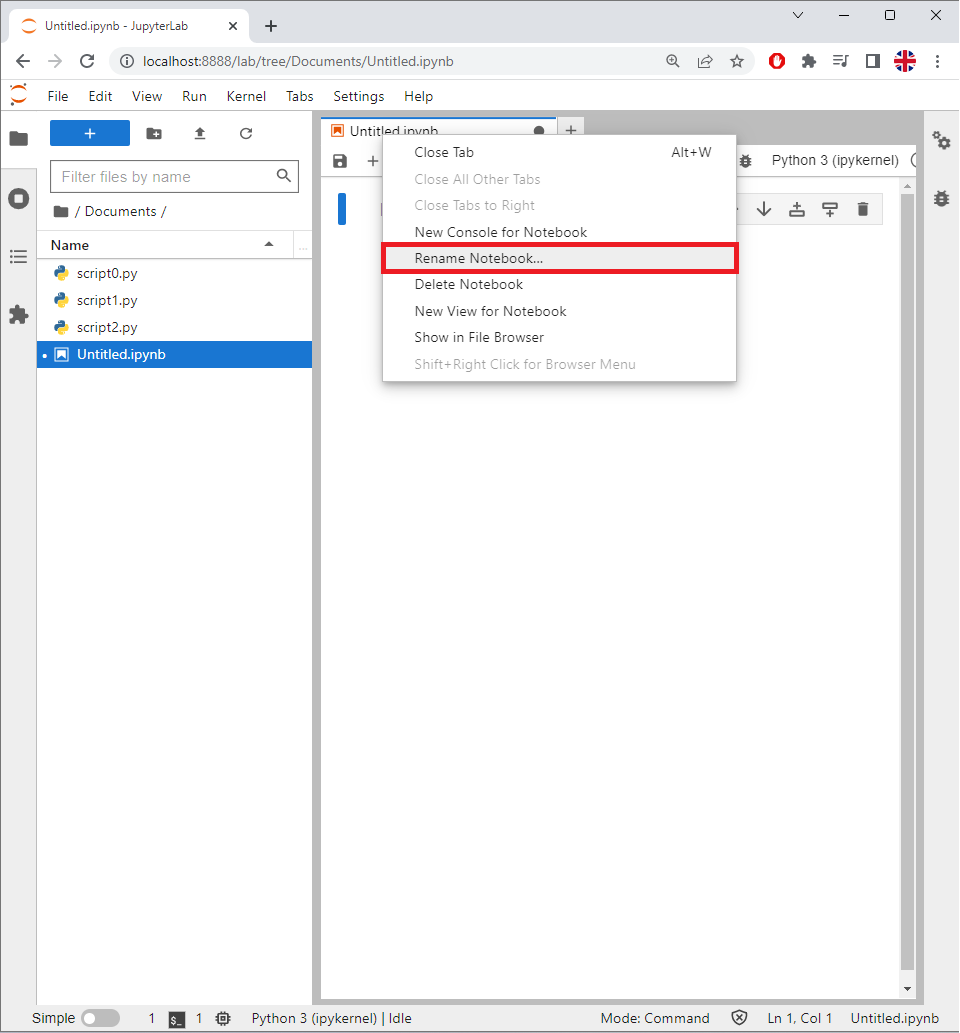 Untitled.ipynb - JupyterLab
localhost:8888/lab/tree/Documents/Untitled.ipynb
File Edit View Run Kernel Tabs Settings Help
Untitled.ipynb
Filter files by name
/ Documents /
Name
...
script0.py
script1.py
script2.py
Untitled.ipynb
Close Tab Alt+W
Close All Other Tabs
Close Tabs to Right
New Console for Notebook
Rename Notebook...
Delete Notebook
New View for Notebook
Show in File Browser
Shift+Right Click for Browser Menu
Python 3 (ipykernel)
Simple 1 $_ 1 Python 3 (ipykernel) | Idle Mode: Command Ln 1, Col 1 Untitled.ipynb